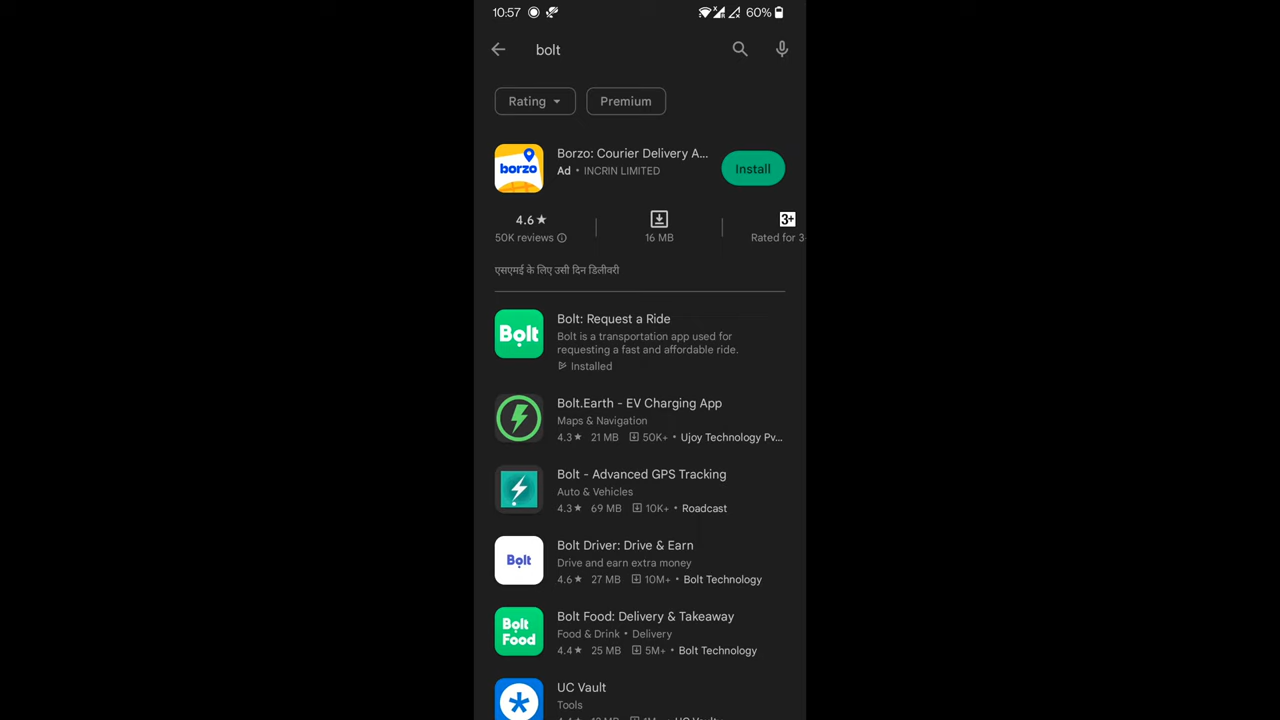 10:57 60%
bolt
Rating Premium
borzo
Borzo: Courier Delivery A...
Ad • INCRIN LIMITED
Install
4.6★ 3+
50K reviews 16 MB Rated for 3
एसएमई के लिए उसी दिन डिलीवरी
Bolt
Bolt: Request a Ride
Bolt is a transportation app used for
requesting a fast and affordable ride.
Installed
Bolt.Earth - EV Charging App
Maps & Navigation
4.3★ 21 MB 50K+ • Ujoy Technology Pv...
Bolt - Advanced GPS Tracking
Auto & Vehicles
4.3★ 69 MB 10K+ • Roadcast
Bolt
Bolt Driver: Drive & Earn
Drive and earn extra money
4.6★ 27 MB 10M+ • Bolt Technology
Bolt
Food
Bolt Food: Delivery & Takeaway
Food & Drink • Delivery
4.4★ 25 MB 5M+ • Bolt Technology
UC Vault
Tools